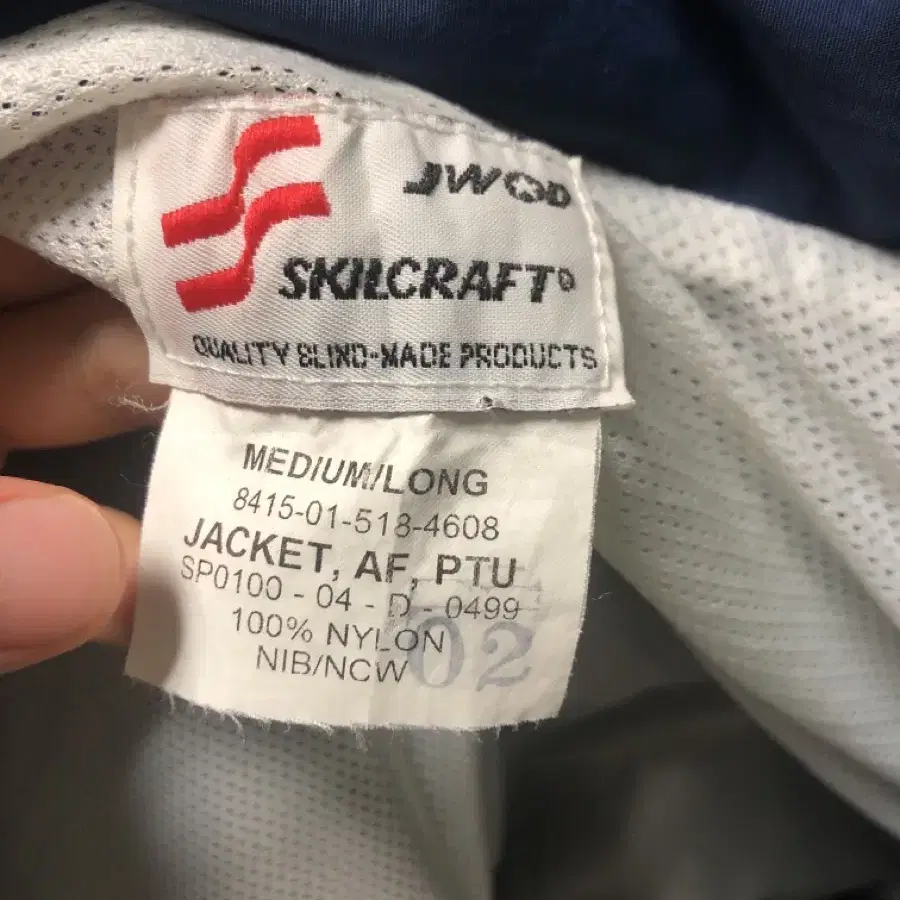 JWOD
SKILCRAFT®
QUALITY BLIND-MADE PRODUCTS
MEDIUM/LONG
8415-01-518-4608
JACKET, AF, PTU
SP0100 - 04 - D - 0499
100% NYLON
NIB/NCW
02